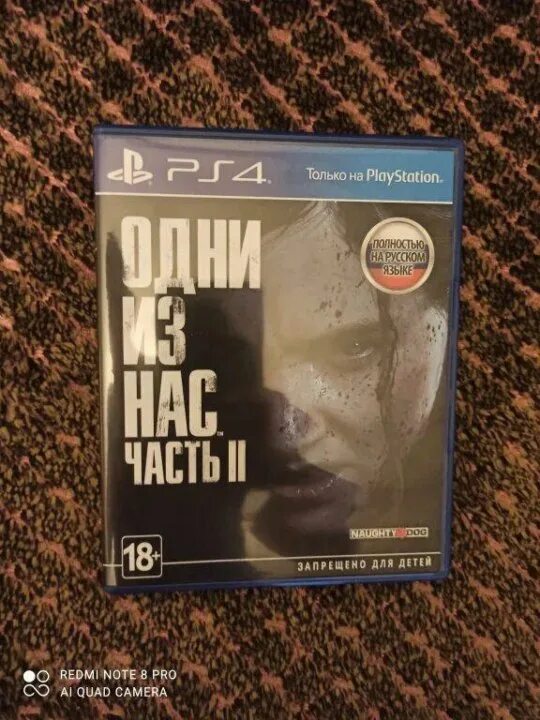 PS4
Только на PlayStation
ПОЛНОСТЬЮ
НА РУССКОМ
ЯЗЫКЕ
ОДНИ
ИЗ
НАС™
ЧАСТЬ II
NAUGHTY DOG
18+
ЗАПРЕЩЕНО ДЛЯ ДЕТЕЙ
REDMI NOTE 8 PRO
AI QUAD CAMERA